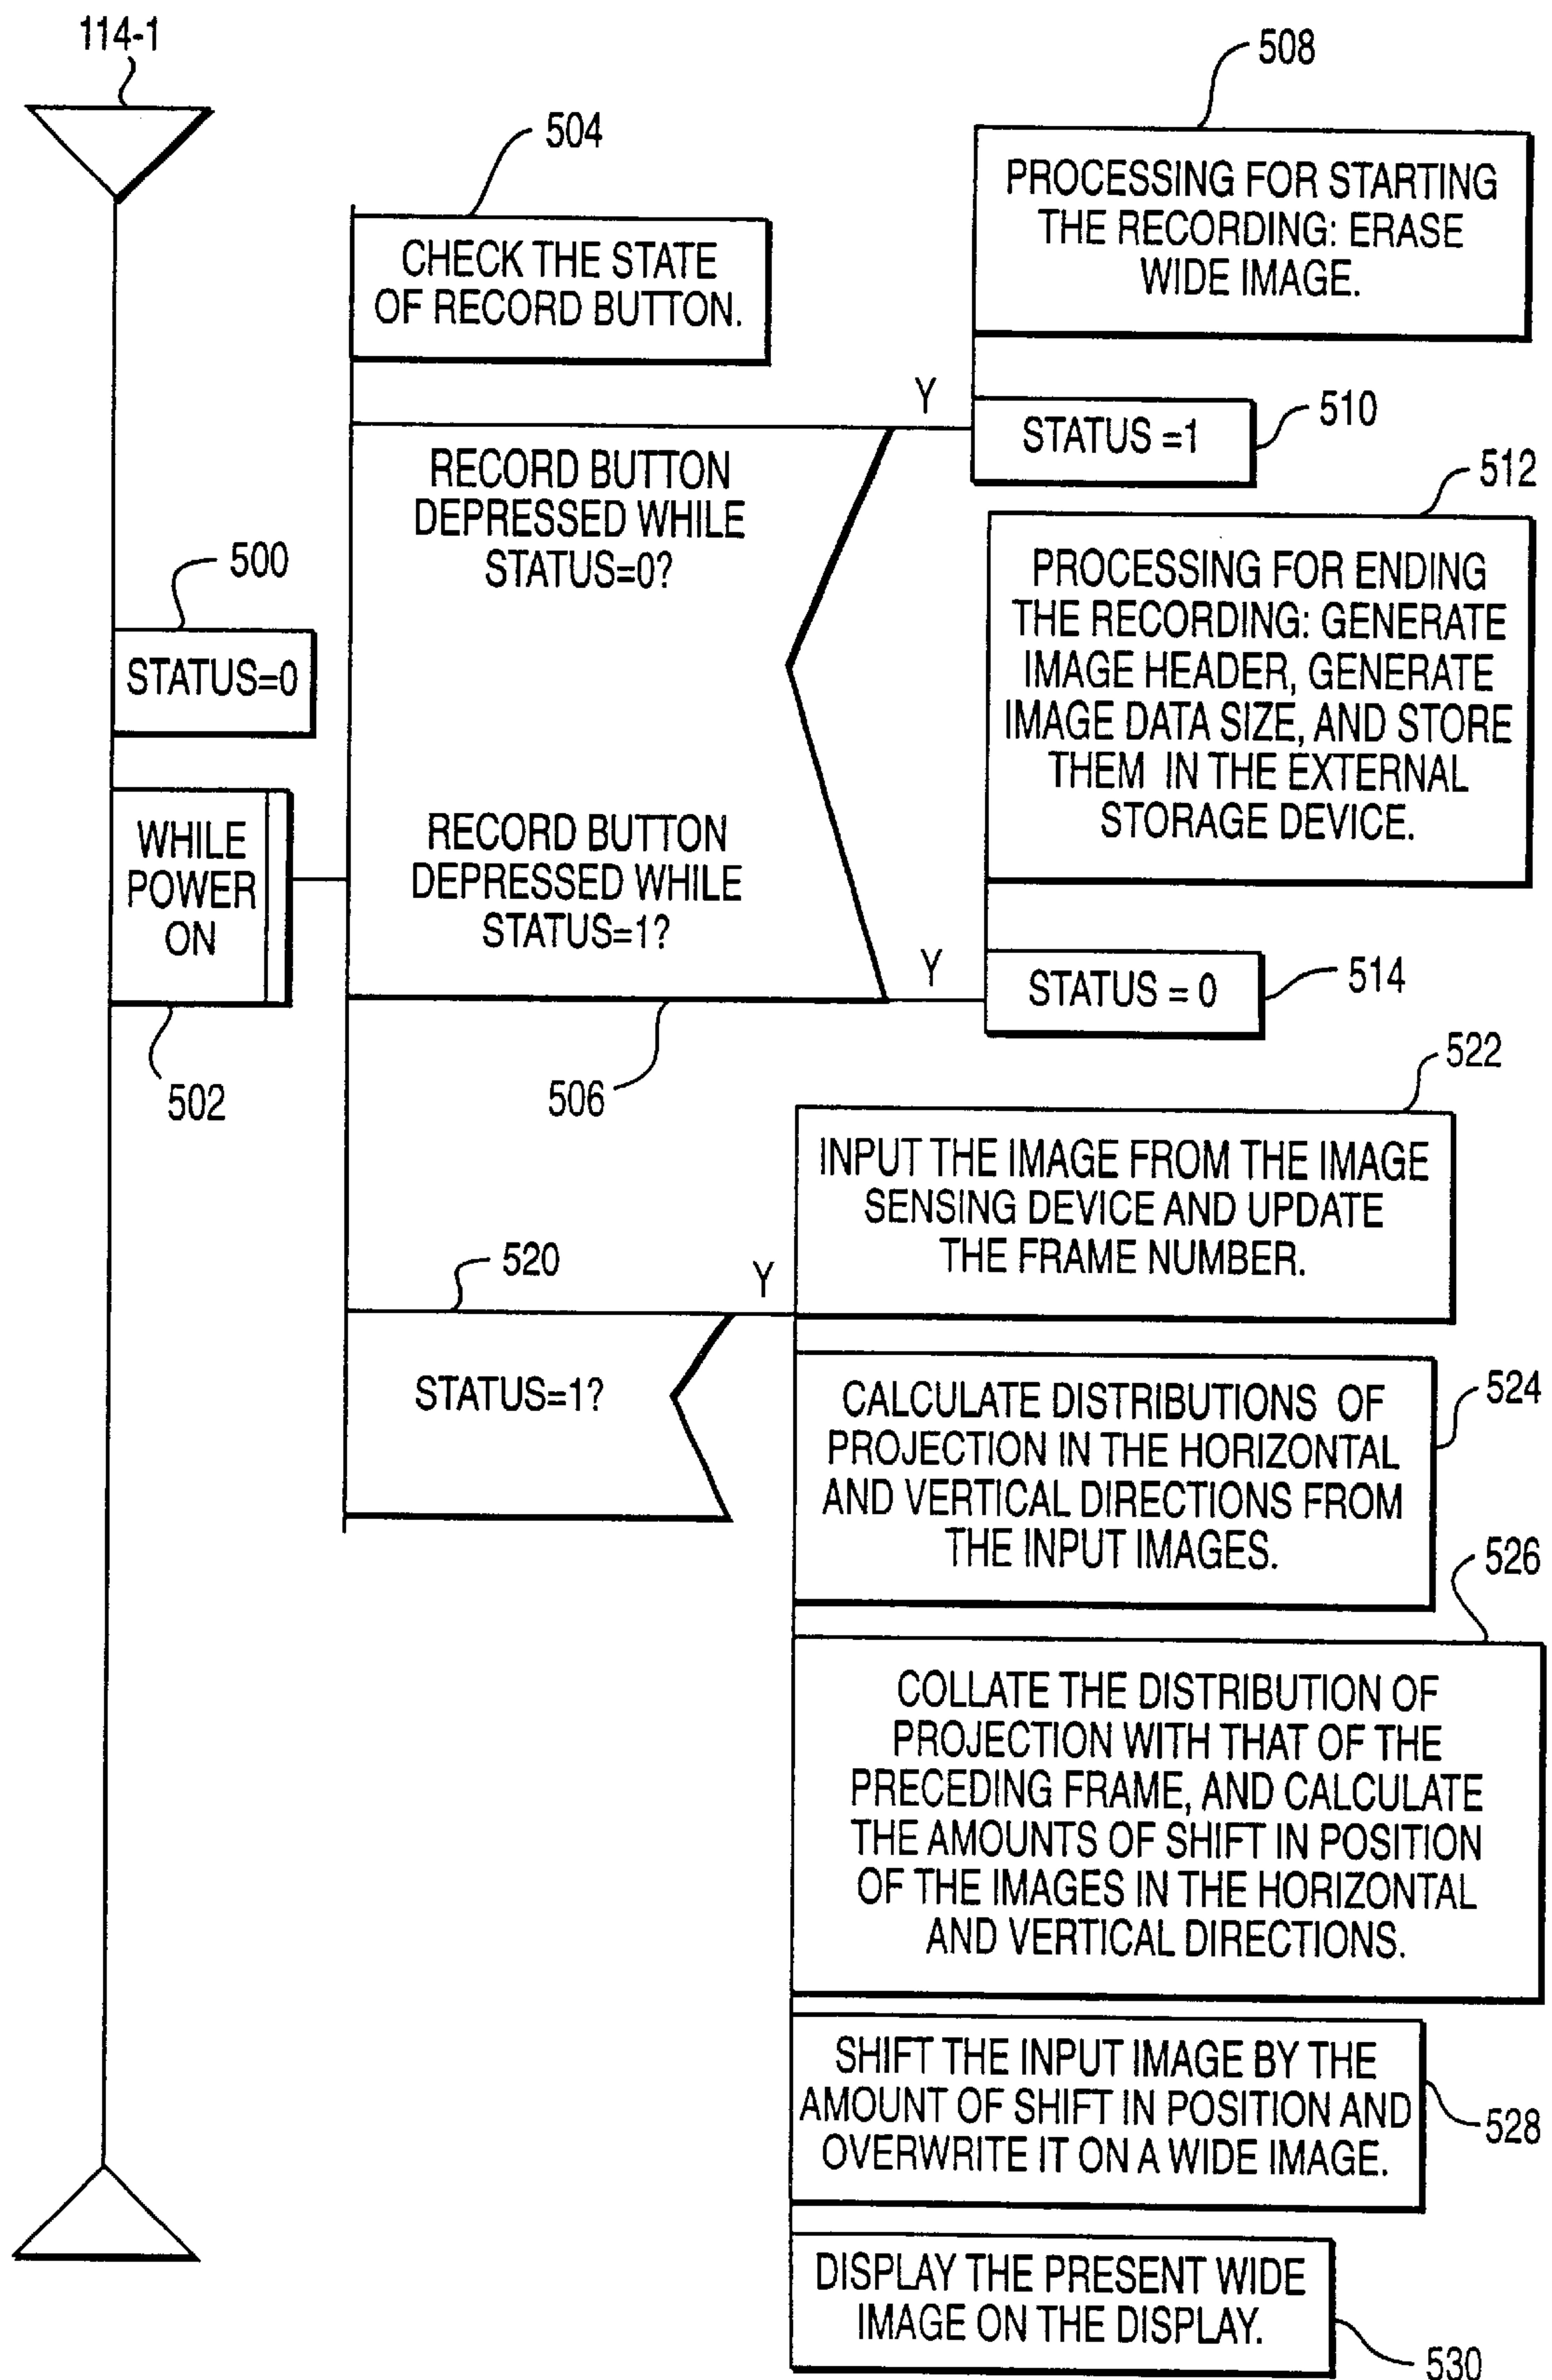 114-1
508
504
PROCESSING FOR STARTING
THE RECORDING: ERASE
WIDE IMAGE.
CHECK THE STATE
OF RECORD BUTTON.
Y
STATUS =1
510
RECORD BUTTON
DEPRESSED WHILE
STATUS=0?
512
PROCESSING FOR ENDING
THE RECORDING: GENERATE
IMAGE HEADER, GENERATE
IMAGE DATA SIZE, AND STORE
THEM IN THE EXTERNAL
STORAGE DEVICE.
500
STATUS=0
WHILE
POWER
ON
502
RECORD BUTTON
DEPRESSED WHILE
STATUS=1?
Y
STATUS = 0
514
506
522
INPUT THE IMAGE FROM THE IMAGE
SENSING DEVICE AND UPDATE
THE FRAME NUMBER.
520
Y
STATUS=1?
CALCULATE DISTRIBUTIONS OF
PROJECTION IN THE HORIZONTAL
AND VERTICAL DIRECTIONS FROM
THE INPUT IMAGES.
524
526
COLLATE THE DISTRIBUTION OF
PROJECTION WITH THAT OF THE
PRECEDING FRAME, AND CALCULATE
THE AMOUNTS OF SHIFT IN POSITION
OF THE IMAGES IN THE HORIZONTAL
AND VERTICAL DIRECTIONS.
SHIFT THE INPUT IMAGE BY THE
AMOUNT OF SHIFT IN POSITION AND
OVERWRITE IT ON A WIDE IMAGE.
528
DISPLAY THE PRESENT WIDE
IMAGE ON THE DISPLAY.
530